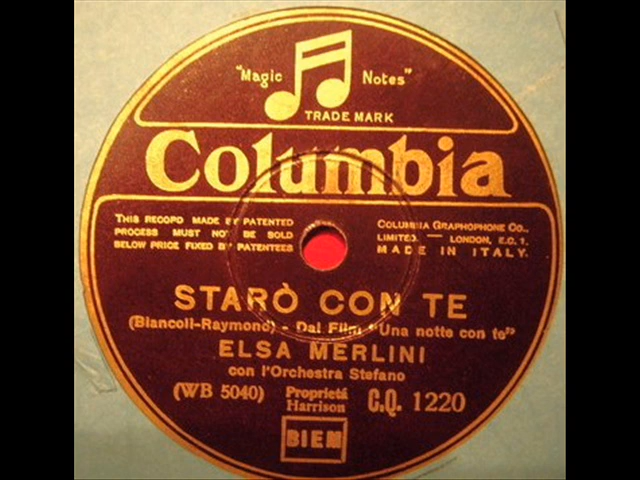 "Magic Notes"
TRADE MARK
Columbia
THIS RECORD MADE BY PATENTED
PROCESS MUST NOT BE SOLD
BELOW PRICE FIXED BY PATENTEES
COLUMBIA GRAPHOPHONE CO.,
LIMITED. — LONDON, E.C. 1.
MADE IN ITALY.
STARÒ CON TE
(Biancoli-Raymond) - Dal Film "Una notte con te"
ELSA MERLINI
con l'Orchestra Stefano
(WB 5040)
Proprietá
Harrison
C.Q. 1220
BIEM